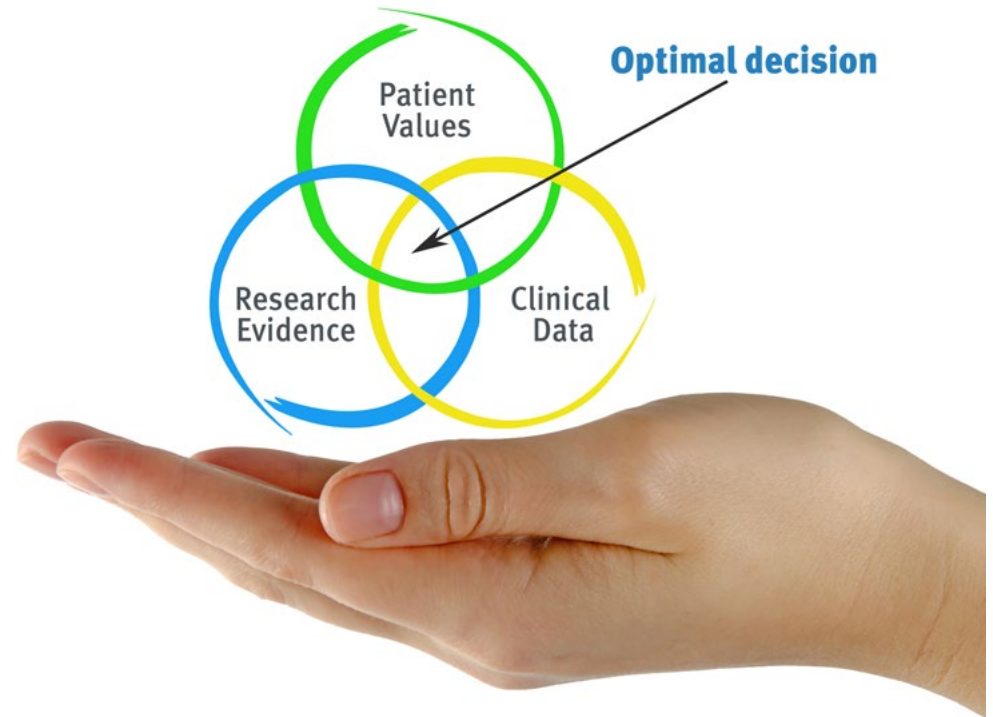 Optimal decision
Patient
Values
Research
Evidence
Clinical
Data